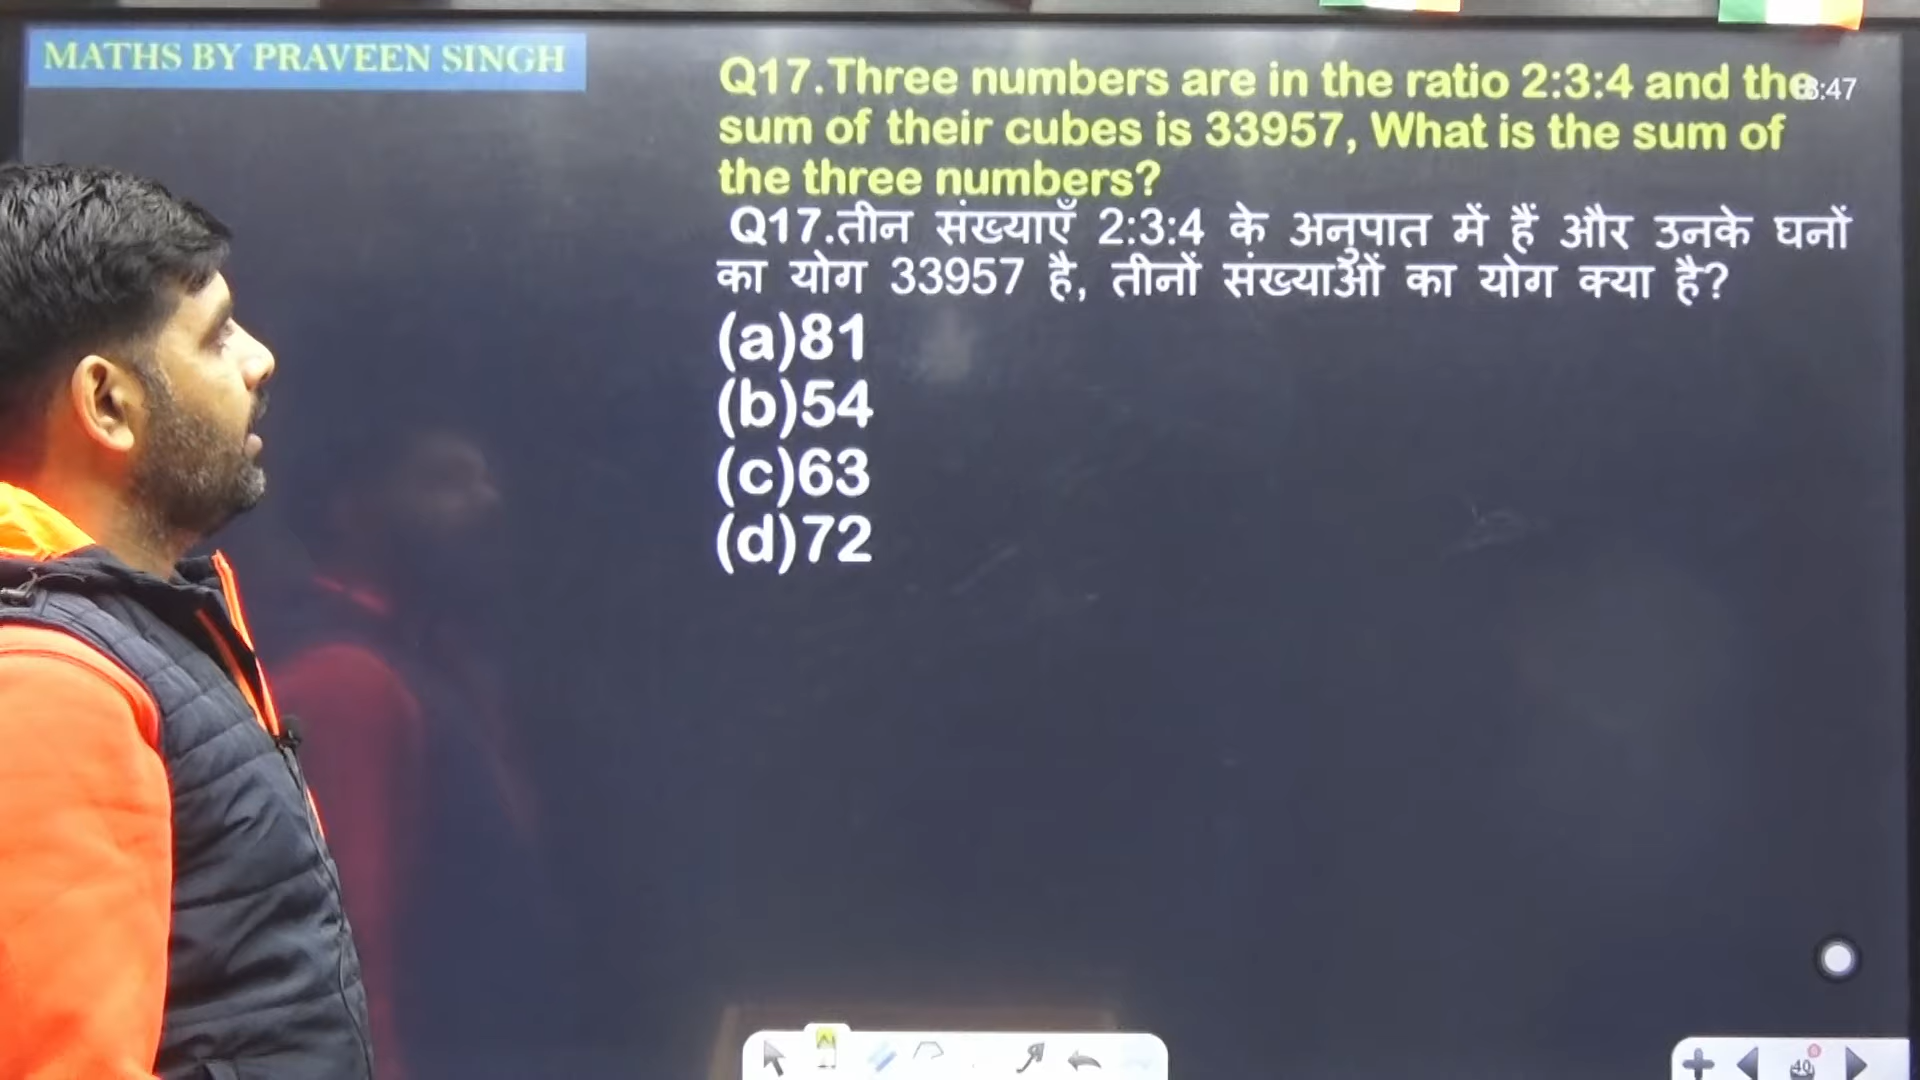 MATHS BY PRAVEEN SINGH
Q17.Three numbers are in the ratio 2:3:4 and the
:47
sum of their cubes is 33957, What is the sum of
the three numbers?
Q17.तीन संख्याएँ 2:3:4 के अनुपात में हैं और उनके घनों
का योग 33957 है, तीनों संख्याओं का योग क्या है?
(a)81
(b)54
(c)63
(d)72
40